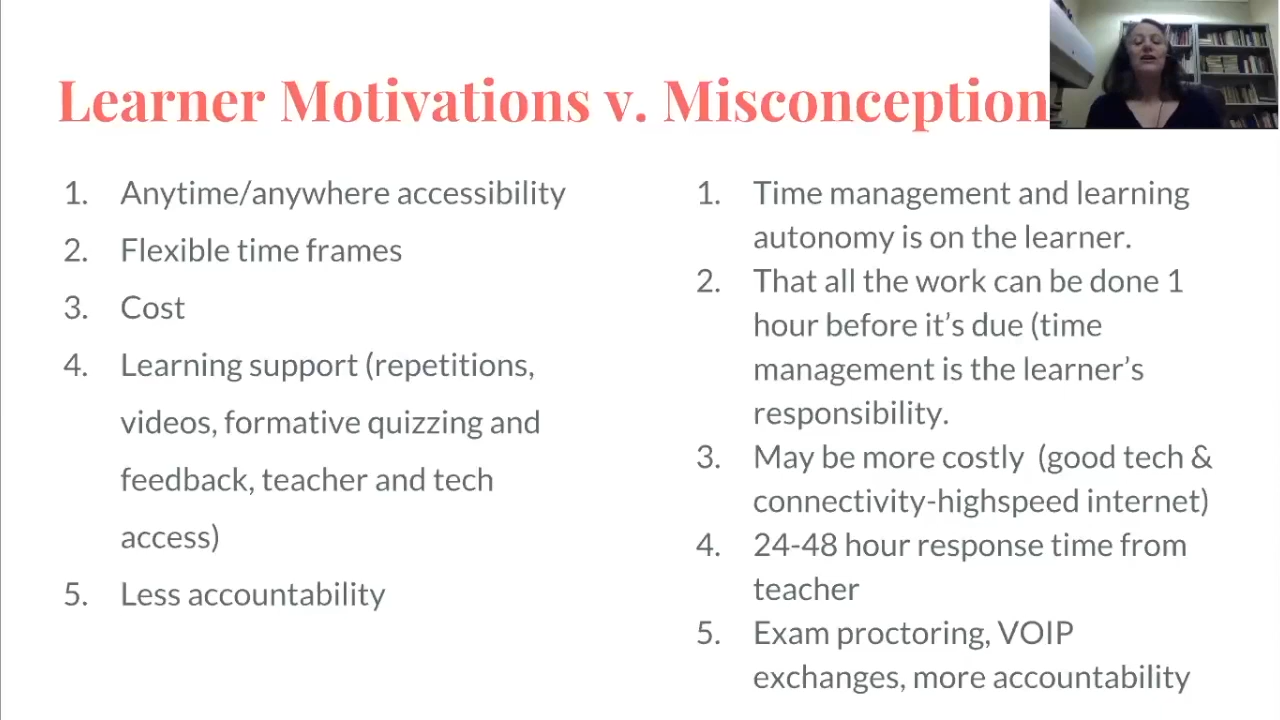 Learner Motivations v. Misconception
1. Anytime/anywhere accessibility
2. Flexible time frames
3. Cost
4. Learning support (repetitions,
videos, formative quizzing and
feedback, teacher and tech
access)
5. Less accountability
1. Time management and learning
autonomy is on the learner.
2. That all the work can be done 1
hour before it’s due (time
management is the learner’s
responsibility.
3. May be more costly  (good tech &
connectivity-highspeed internet)
4. 24-48 hour response time from
teacher
5. Exam proctoring, VOIP
exchanges, more accountability